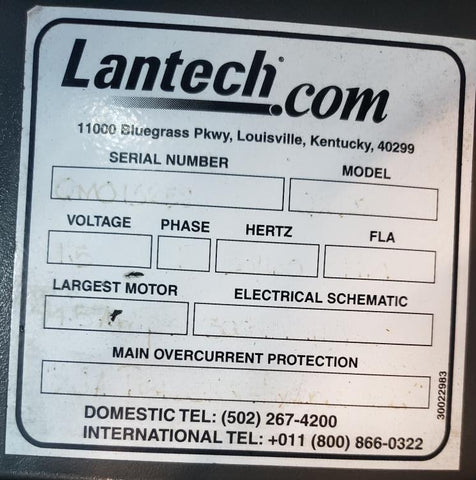 Lantech.com
11000 Bluegrass Pkwy, Louisville, Kentucky, 40299
SERIAL NUMBER MODEL
VOLTAGE PHASE HERTZ FLA
LARGEST MOTOR ELECTRICAL SCHEMATIC
MAIN OVERCURRENT PROTECTION
30022983
DOMESTIC TEL: (502) 267-4200
INTERNATIONAL TEL: +011 (800) 866-0322